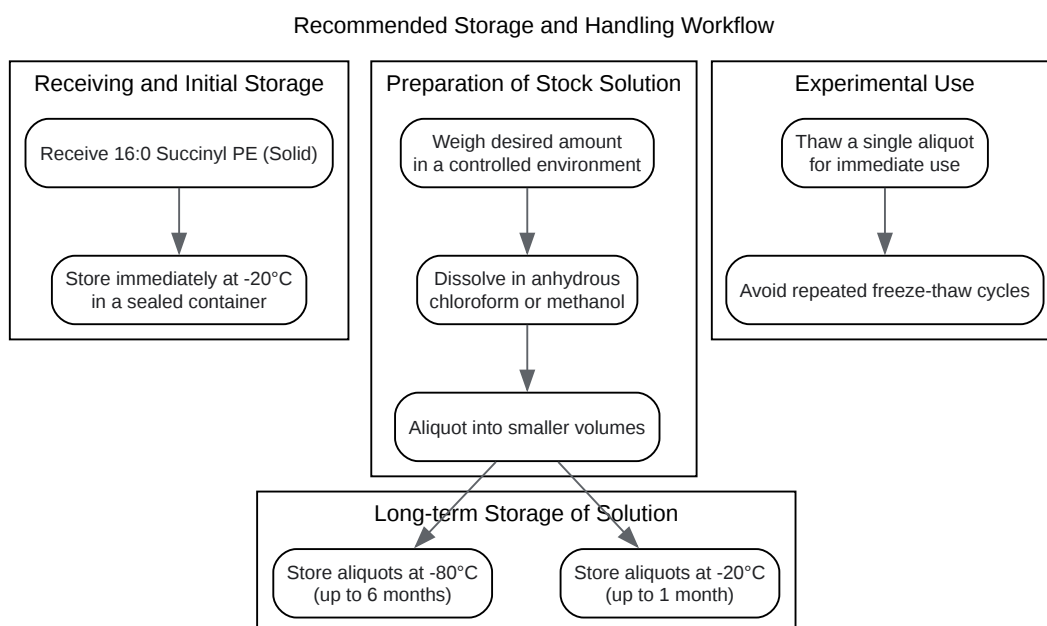 Recommended Storage and Handling Workflow
Receiving and Initial Storage
Receive 16:0 Succinyl PE (Solid)
Store immediately at -20°C
in a sealed container
Preparation of Stock Solution
Weigh desired amount
in a controlled environment
Dissolve in anhydrous
chloroform or methanol
Aliquot into smaller volumes
Experimental Use
Thaw a single aliquot
for immediate use
Avoid repeated freeze-thaw cycles
Long-term Storage of Solution
Store aliquots at -80°C
(up to 6 months)
Store aliquots at -20°C
(up to 1 month)